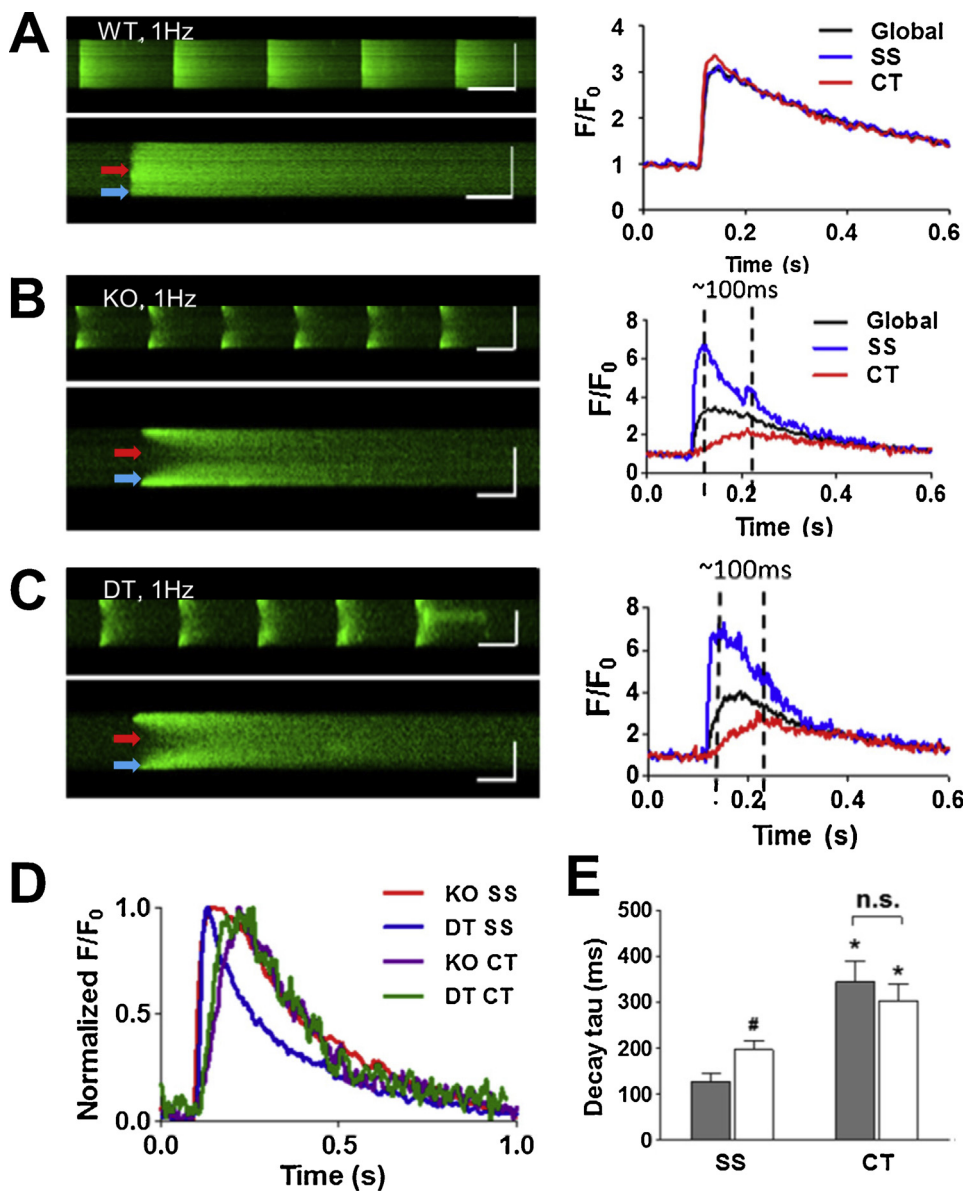 A
WT, 1Hz
F/F0
4
3
2
1
0
0.0 0.2 0.4 0.6
Time (s)
Global
SS
CT
B
KO, 1Hz
~100ms
F/F0
8
6
4
2
0
0.0 0.2 0.4 0.6
Time (s)
Global
SS
CT
C
DT, 1Hz
~100ms
F/F0
8
6
4
2
0
0.0 0.2 0.4 0.6
Time (s)
Global
SS
CT
D
Normalized F/F0
1.0
0.5
0.0
0.0 0.5 1.0
Time (s)
KO SS
DT SS
KO CT
DT CT
E
Decay tau (ms)
500
400
300
200
100
0
#
n.s.
* *
SS CT